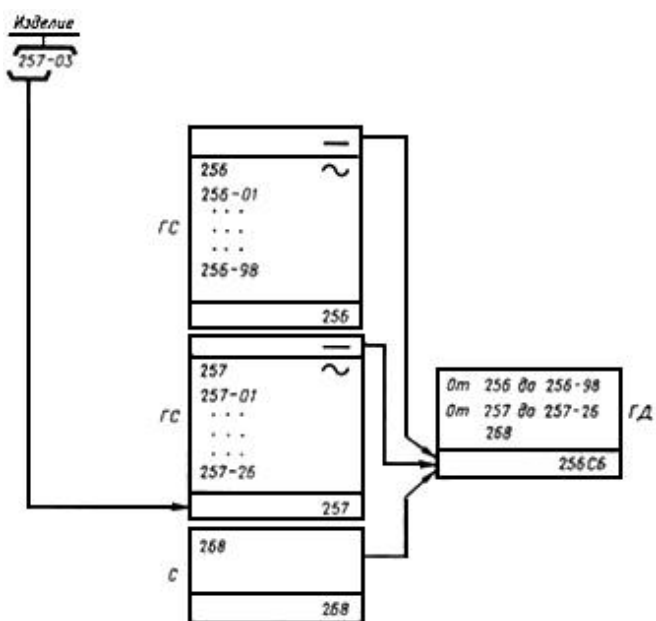 Изделие
257-03
—
256 ~
256-01
. . .
. . .
. . .
256-98
ГС
256
—
257 ~
257-01
. . .
. . .
. . .
257-26
ГС
257
268
С
268
От 256 до 256-98
От 257 до 257-26
268
ГД
256СБ